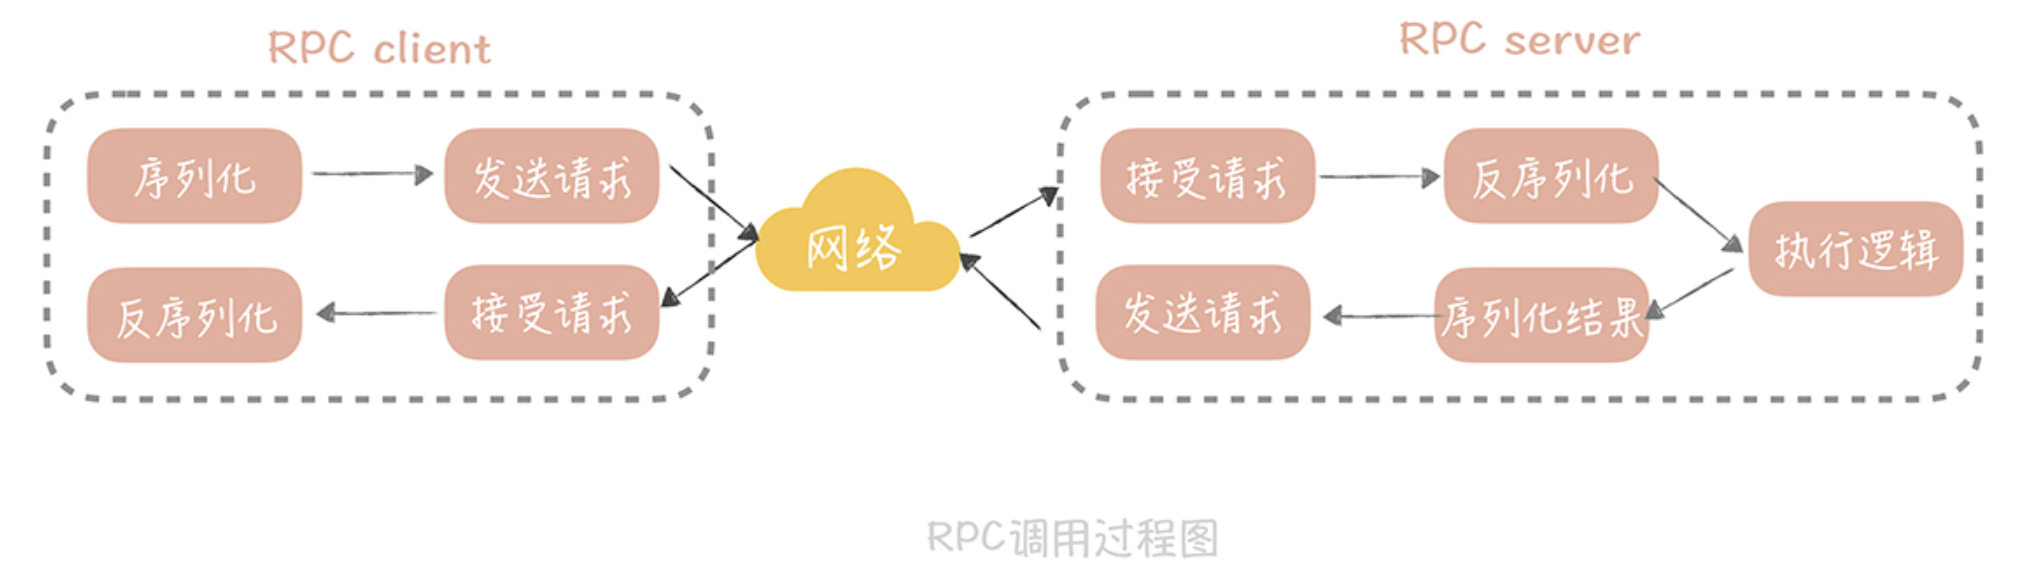 RPC client
RPC server
序列化
发送请求
接受请求
反序列化
网络
执行逻辑
反序列化
接受请求
发送请求
序列化结果
RPC调用过程图